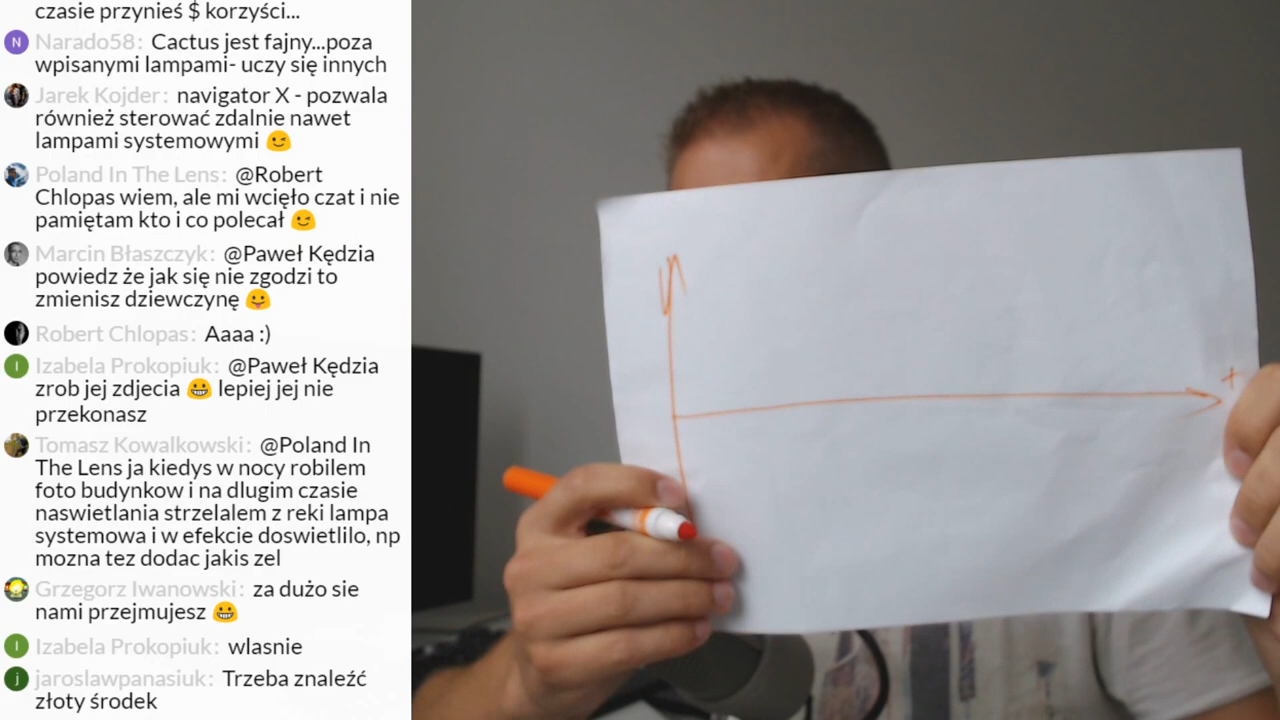 czasie przynieś $ korzyści...
N Narado58: Cactus jest fajny...poza
wpisanymi lampami- uczy się innych
Jarek Kojder: navigator X - pozwala
również sterować zdalnie nawet
lampami systemowymi 😉
Poland In The Lens: @Robert
Chlopas wiem, ale mi wcięło czat i nie
pamiętam kto i co polecał 😉
Marcin Błaszczyk: @Paweł Kędzia
powiedz że jak się nie zgodzi to
zmienisz dziewczynę 😛
Robert Chlopas: Aaaa :)
I Izabela Prokopiuk: @Paweł Kędzia
zrob jej zdjecia 😀 lepiej jej nie
przekonasz
Tomasz Kowalkowski: @Poland In
The Lens ja kiedys w nocy robilem
foto budynkow i na dlugim czasie
naswietlania strzelalem z reki lampa
systemowa i w efekcie doswietlilo, np
mozna tez dodac jakis zel
Grzegorz Iwanowski: za dużo sie
nami przejmujesz 😀
I Izabela Prokopiuk: wlasnie
j jaroslawpanasiuk: Trzeba znaleźć
złoty środek
+